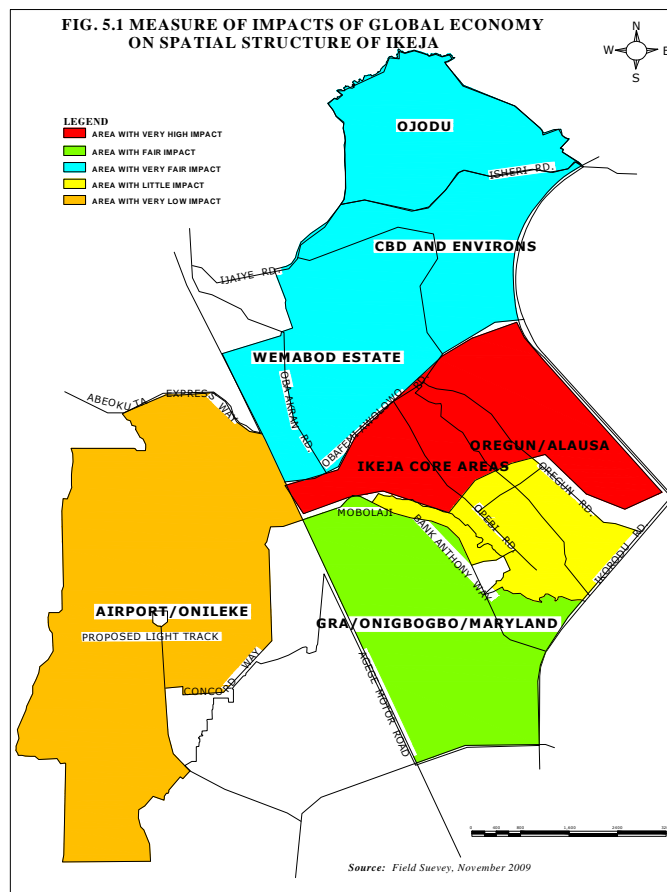 FIG. 5.1 MEASURE OF IMPACTS OF GLOBAL ECONOMY
ON SPATIAL STRUCTURE OF IKEJA
N
W
E
S
LEGEND
AREA WITH VERY HIGH IMPACT
AREA WITH FAIR IMPACT
AREA WITH VERY FAIR IMPACT
AREA WITH LITTLE IMPACT
AREA WITH VERY LOW IMPACT
OJODU
ISHERI RD.
CBD AND ENVIRONS
IJAIYE RD.
WEMABOD ESTATE
OBA AKRAN RD.
OBAFEMI AWOLOWO RD.
ABEOKUTA EXPRESS WAY
OREGUN/ALAUSA
IKEJA CORE AREAS
OREGUN RD.
OPEBI RD
MOBOLAJI
BANK ANTHONY WAY.
IKORODU RD
AIRPORT/ONILEKE
PROPOSED LIGHT TRACK
GRA/ONIGBOGBO/MARYLAND
CONCORD WAY
AGEGE MOTOR ROAD
Source: Field Suevey, November 2009